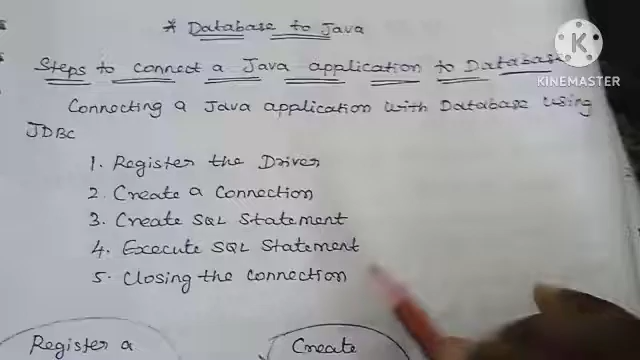 * Database to Java
Steps to connect a Java application to Database
KINEMASTER
Connecting a Java application with Database using
JDBC
1. Register the Driver
2. Create a Connection
3. Create SQL Statement
4. Execute SQL Statement
5. Closing the Connection
Register a
Create